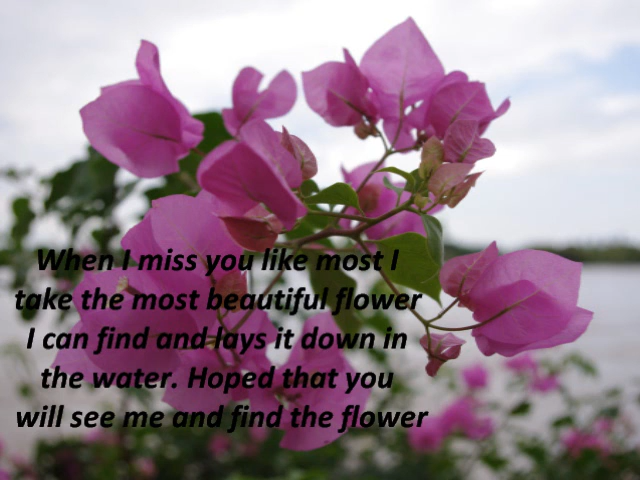 When I miss you like most I
take the most beautiful flower
I can find and lays it down in
the water. Hoped that you
will see me and find the flower